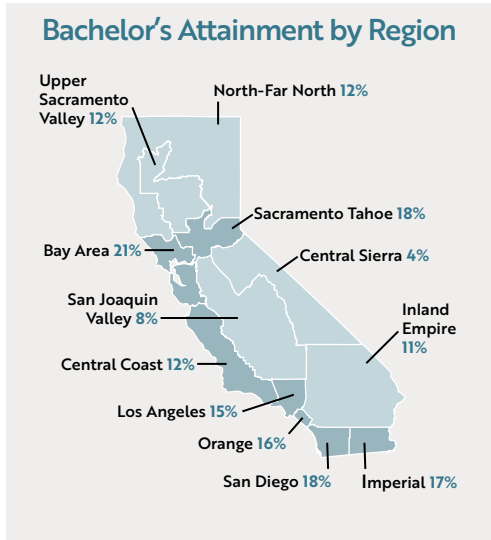 Bachelor's Attainment by Region
Upper
Sacramento
Valley 12%
North-Far North 12%
Sacramento Tahoe 18%
Bay Area 21%
Central Sierra 4%
San Joaquin
Valley 8%
Inland
Empire
11%
Central Coast 12%
Los Angeles 15%
Orange 16%
San Diego 18%
Imperial 17%